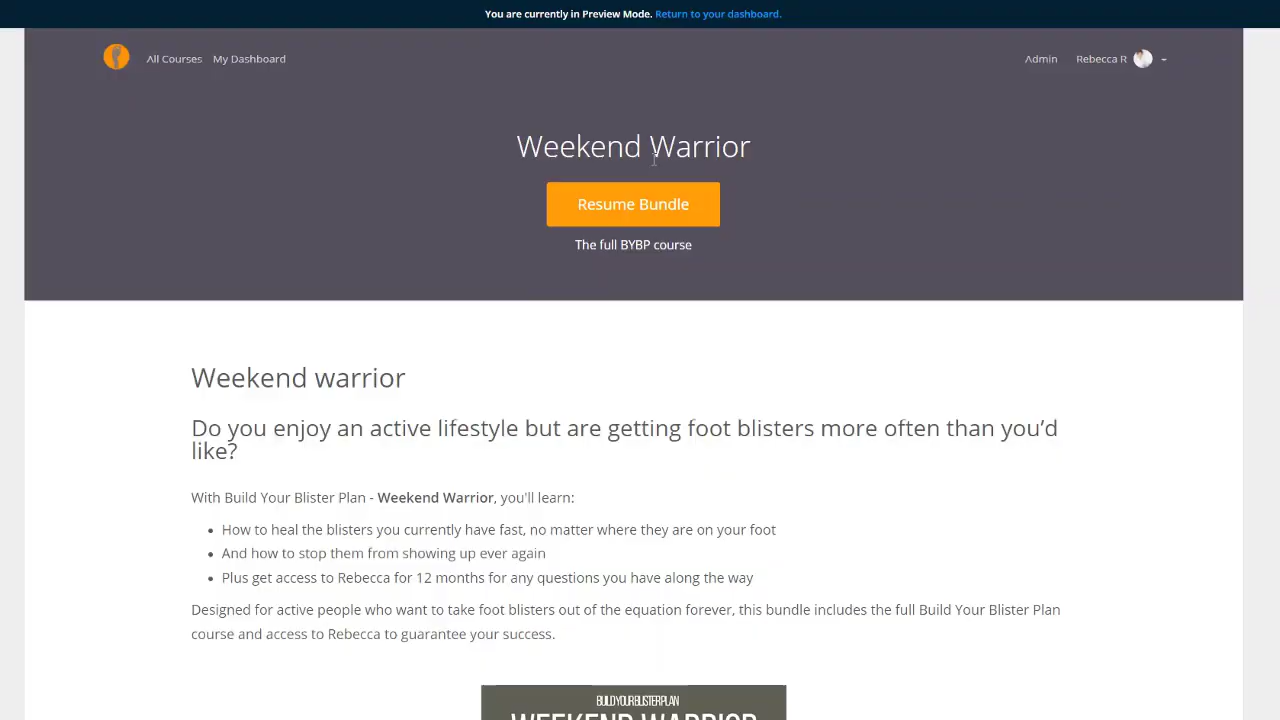 You are currently in Preview Mode. Return to your dashboard.
All Courses My Dashboard Admin Rebecca R
Weekend Warrior
Resume Bundle
The full BYBP course
Weekend warrior
Do you enjoy an active lifestyle but are getting foot blisters more often than you’d
like?
With Build Your Blister Plan - Weekend Warrior, you'll learn:
• How to heal the blisters you currently have fast, no matter where they are on your foot
• And how to stop them from showing up ever again
• Plus get access to Rebecca for 12 months for any questions you have along the way
Designed for active people who want to take foot blisters out of the equation forever, this bundle includes the full Build Your Blister Plan
course and access to Rebecca to guarantee your success.
BUILD YOUR BLISTER PLAN
WEEKEND WARRIOR